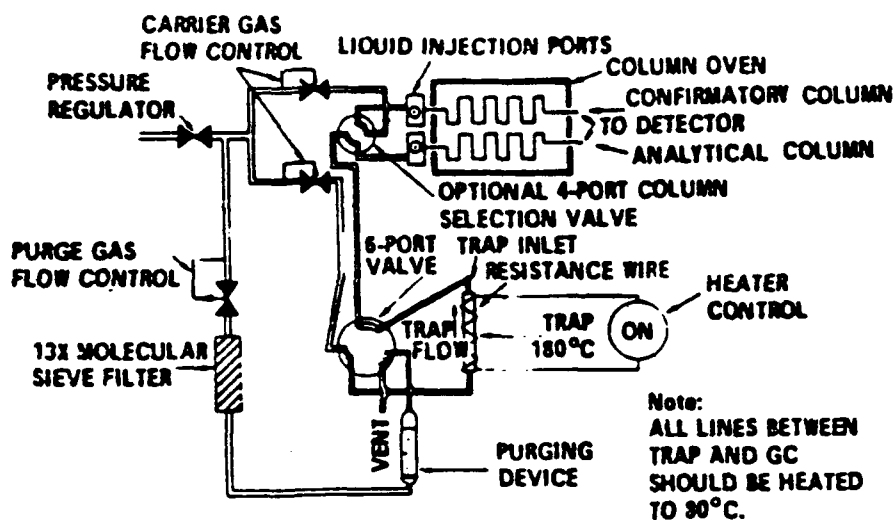 CARRIER GAS
FLOW CONTROL
LIQUID INJECTION PORTS
PRESSURE
REGULATOR
COLUMN OVEN
CONFIRMATORY COLUMN
TO DETECTOR
ANALYTICAL COLUMN
OPTIONAL 4-PORT COLUMN
SELECTION VALVE
PURGE GAS
FLOW CONTROL
6-PORT
VALVE
TRAP INLET
RESISTANCE WIRE
HEATER
CONTROL
TRAP
FLOW
TRAP
180°C
ON
13X MOLECULAR
SIEVE FILTER
VENT
PURGING
DEVICE
Note:
ALL LINES BETWEEN
TRAP AND GC
SHOULD BE HEATED
TO 80°C.